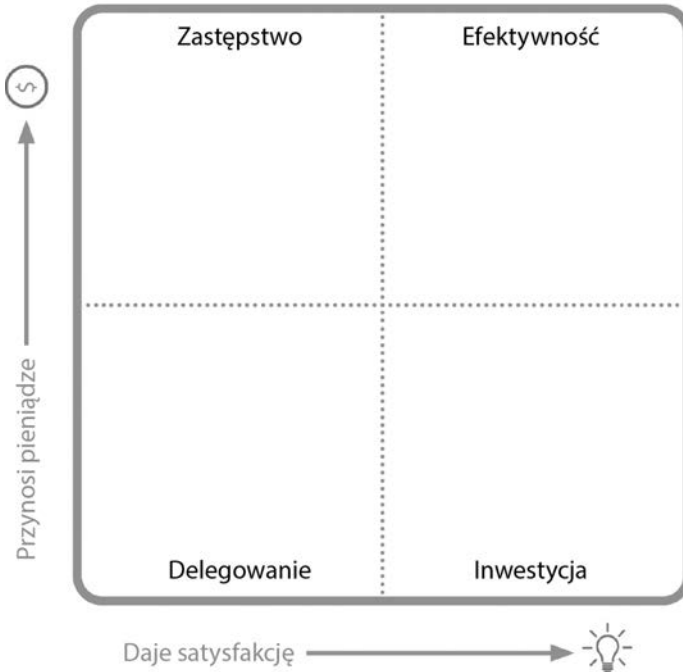 Zastępstwo
Efektywność
$
Przynosi pieniądze
Delegowanie
Inwestycja
Daje satysfakcję